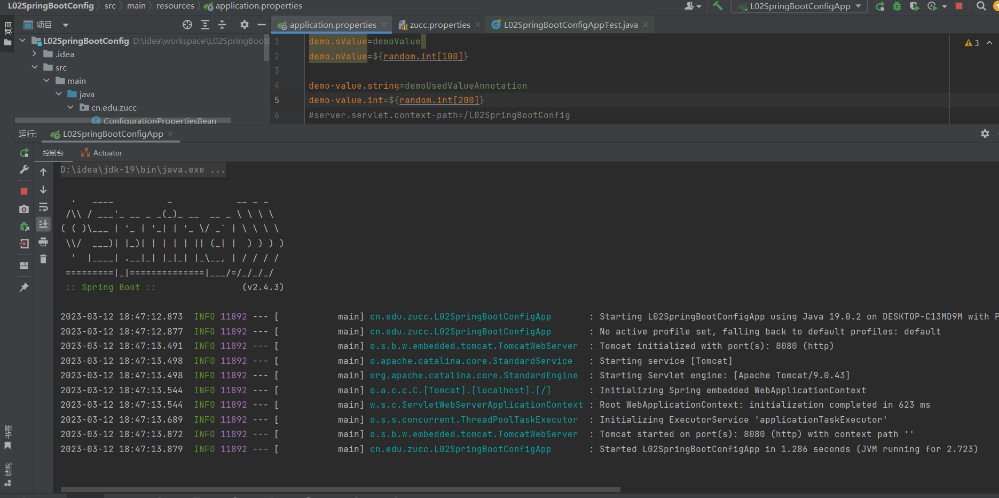 L02SpringBootConfig 〉 src 〉 main 〉 resources 〉 application.properties
L02SpringBootConfigApp
项目
项目
application.properties
zucc.properties
L02SpringBootConfigAppTest.java
L02SpringBootConfig D:\idea\workspace\L02SpringBootC
.idea
src
main
java
cn.edu.zucc
ConfigurationPropertiesBean
1 demo.sValue=demoValue
2 demo.nValue=${random.int[100]}
3
4 demo-value.string=demoUsedValueAnnotation
5 demo-value.int=${random.int[200]}
6 #server.servlet.context-path=/L02SpringBootConfig
3
运行: L02SpringBootConfigApp
控制台 Actuator
D:\idea\jdk-19\bin\java.exe ...
  .   ____          _            __ _ _
 /\\ / ___'_ __ _ _(_)_ __  __ _ \ \ \ \
( ( )\___ | '_ | '_| | '_ \/ _` | \ \ \ \
 \\/  ___)| |_)| | | | | || (_| |  ) ) ) )
  '  |____| .__|_| |_|_| |_\__, | / / / /
 =========|_|==============|___/=/_/_/_/
 :: Spring Boot ::                (v2.4.3)
2023-03-12 18:47:12.873  INFO 11892 --- [           main] cn.edu.zucc.L02SpringBootConfigApp       : Starting L02SpringBootConfigApp using Java 19.0.2 on DESKTOP-C13MD9M with P
2023-03-12 18:47:12.877  INFO 11892 --- [           main] cn.edu.zucc.L02SpringBootConfigApp       : No active profile set, falling back to default profiles: default
2023-03-12 18:47:13.491  INFO 11892 --- [           main] o.s.b.w.embedded.tomcat.TomcatWebServer  : Tomcat initialized with port(s): 8080 (http)
2023-03-12 18:47:13.498  INFO 11892 --- [           main] o.apache.catalina.core.StandardService   : Starting service [Tomcat]
2023-03-12 18:47:13.498  INFO 11892 --- [           main] org.apache.catalina.core.StandardEngine  : Starting Servlet engine: [Apache Tomcat/9.0.43]
2023-03-12 18:47:13.544  INFO 11892 --- [           main] o.a.c.c.C.[Tomcat].[localhost].[/]       : Initializing Spring embedded WebApplicationContext
2023-03-12 18:47:13.544  INFO 11892 --- [           main] w.s.c.ServletWebServerApplicationContext : Root WebApplicationContext: initialization completed in 623 ms
2023-03-12 18:47:13.689  INFO 11892 --- [           main] o.s.s.concurrent.ThreadPoolTaskExecutor  : Initializing ExecutorService 'applicationTaskExecutor'
2023-03-12 18:47:13.872  INFO 11892 --- [           main] o.s.b.w.embedded.tomcat.TomcatWebServer  : Tomcat started on port(s): 8080 (http) with context path ''
2023-03-12 18:47:13.879  INFO 11892 --- [           main] cn.edu.zucc.L02SpringBootConfigApp       : Started L02SpringBootConfigApp in 1.286 seconds (JVM running for 2.723)
书签
结构